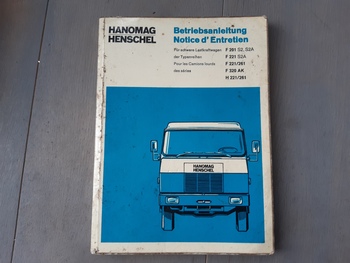 HANOMAG
HENSCHEL
Betriebsanleitung
Notice d'Entretien
Für schwere Lastkraftwagen F 201 S2, S2A
der Typenreihen F 221 S2A
Pour les Camions lourds F 221/261
des séries F 320 AK
H 221/261
HANOMAG
HENSCHEL